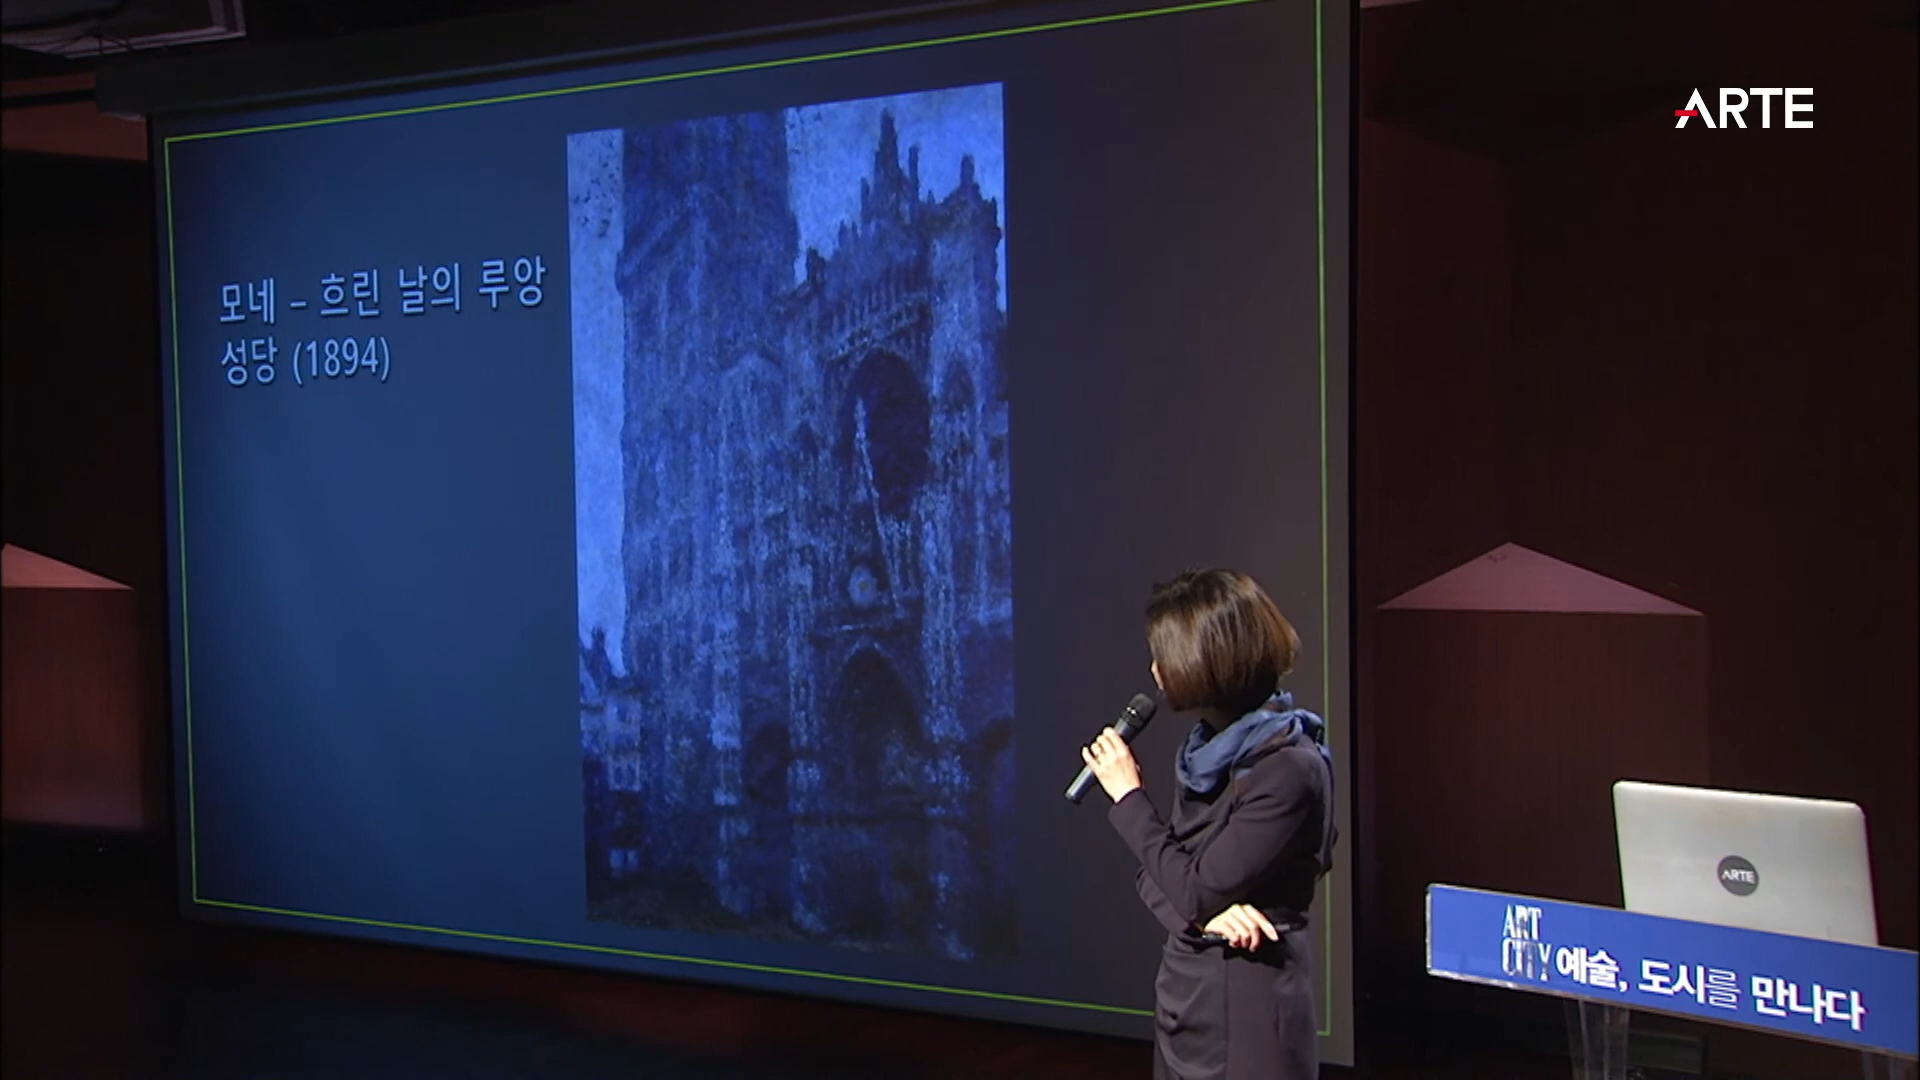 ARTE
모네 – 흐린 날의 루앙
성당 (1894)
ARTE
ART
CITY 예술, 도시를 만나다